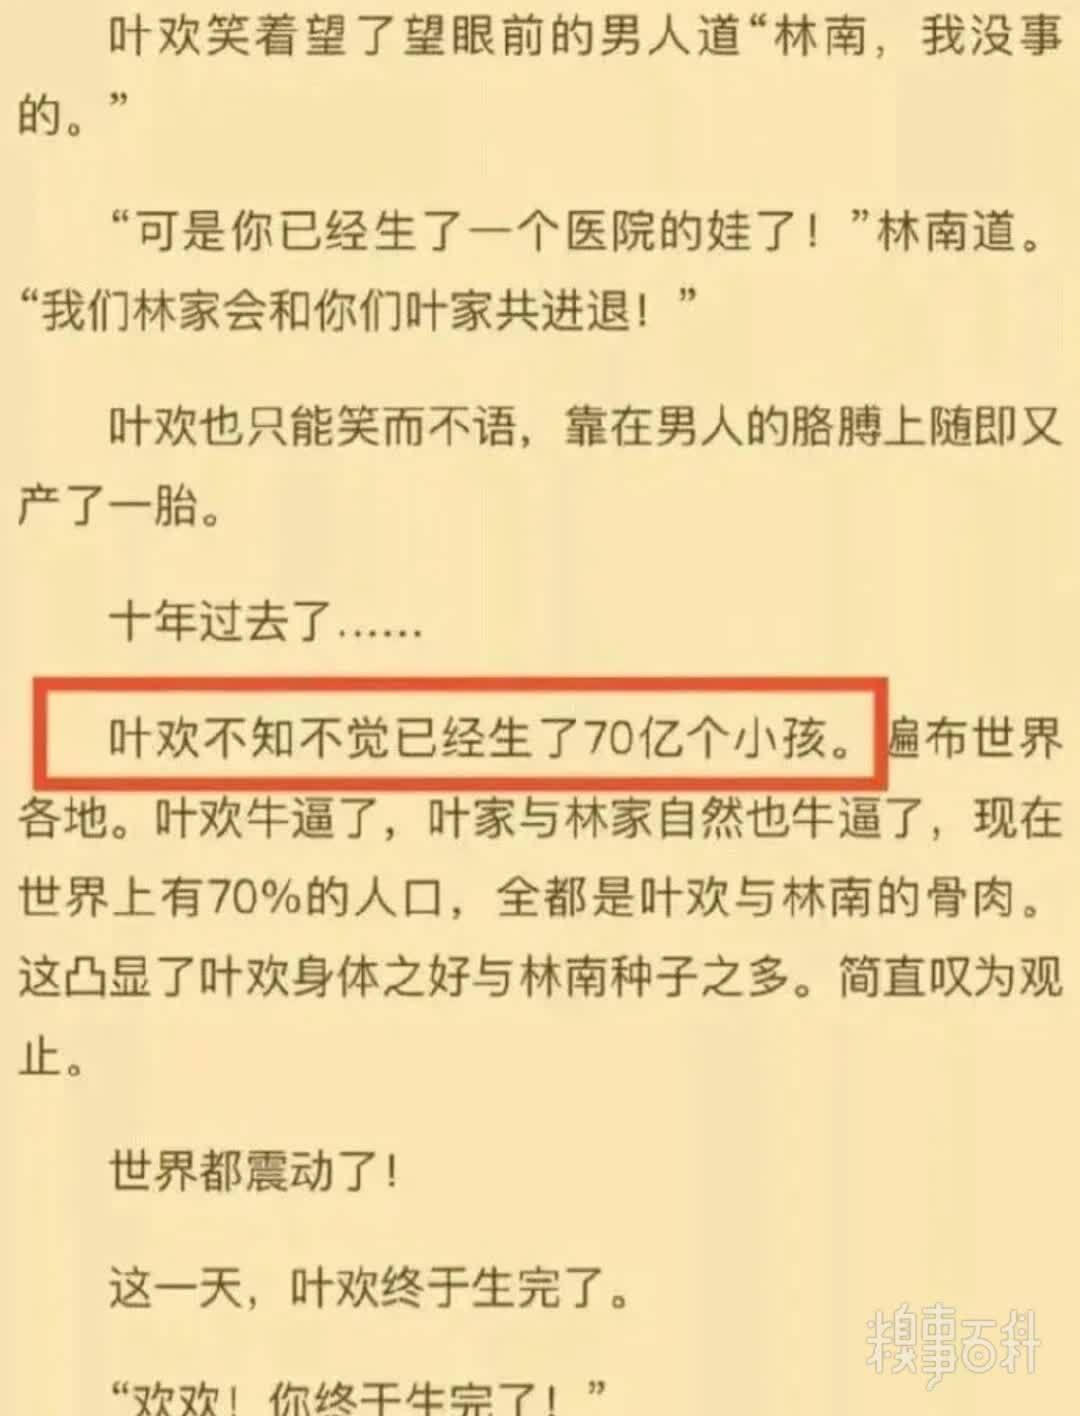 叶欢笑着望了望眼前的男人道“林南，我没事
的。”
“可是你已经生了一个医院的娃了！”林南道。
“我们林家会和你们叶家共进退！”
叶欢也只能笑而不语，靠在男人的胳膊上随即又
产了一胎。
十年过去了……
叶欢不知不觉已经生了70亿个小孩。遍布世界
各地。叶欢牛逼了，叶家与林家自然也牛逼了，现在
世界上有70%的人口，全都是叶欢与林南的骨肉。
这凸显了叶欢身体之好与林南种子之多。简直叹为观
止。
世界都震动了！
这一天，叶欢终于生完了。
“欢欢！你终于生完了！”
糗事百科